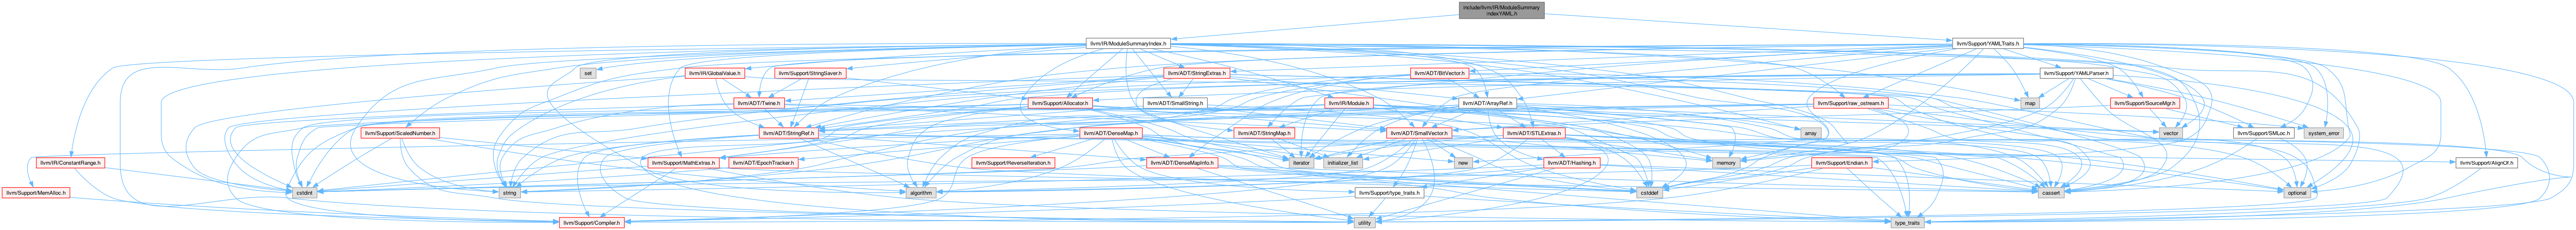 include/llvm/IR/ModuleSummary
IndexYAML.h
llvm/IR/ModuleSummaryIndex.h
llvm/Support/YAMLTraits.h
set
llvm/IR/GlobalValue.h
llvm/Support/StringSaver.h
llvm/ADT/StringExtras.h
llvm/ADT/BitVector.h
llvm/Support/YAMLParser.h
llvm/ADT/Twine.h
llvm/Support/Allocator.h
llvm/ADT/SmallString.h
llvm/IR/Module.h
llvm/ADT/ArrayRef.h
llvm/Support/raw_ostream.h
map
llvm/Support/SourceMgr.h
llvm/Support/ScaledNumber.h
llvm/ADT/StringRef.h
llvm/ADT/DenseMap.h
llvm/ADT/StringMap.h
llvm/ADT/SmallVector.h
llvm/ADT/STLExtras.h
array
vector
llvm/Support/SMLoc.h
system_error
llvm/IR/ConstantRange.h
llvm/Support/MathExtras.h
llvm/ADT/EpochTracker.h
llvm/Support/ReverseIteration.h
llvm/ADT/DenseMapInfo.h
iterator
initializer_list
new
llvm/ADT/Hashing.h
memory
llvm/Support/Endian.h
llvm/Support/AlignOf.h
llvm/Support/MemAlloc.h
cstdint
string
algorithm
llvm/Support/type_traits.h
cstddef
cassert
optional
llvm/Support/Compiler.h
utility
type_traits